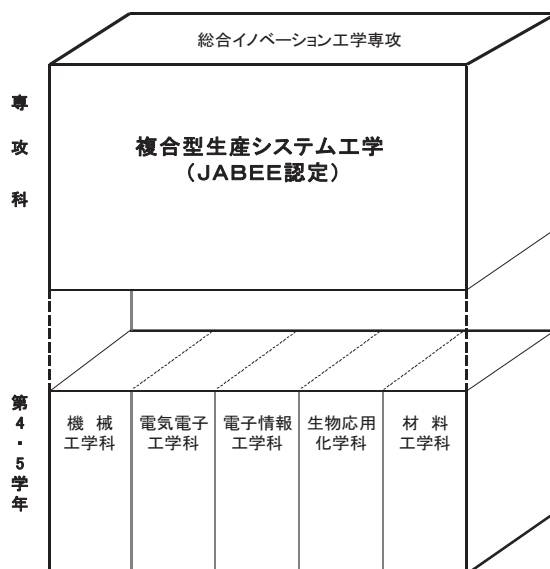 総合イノベーション工学専攻
専攻科
複合型生産システム工学
（JABEE認定）
第4・5学年
機 械
工学科
電気電子
工学科
電子情報
工学科
生物応用
化学科
材 料
工学科